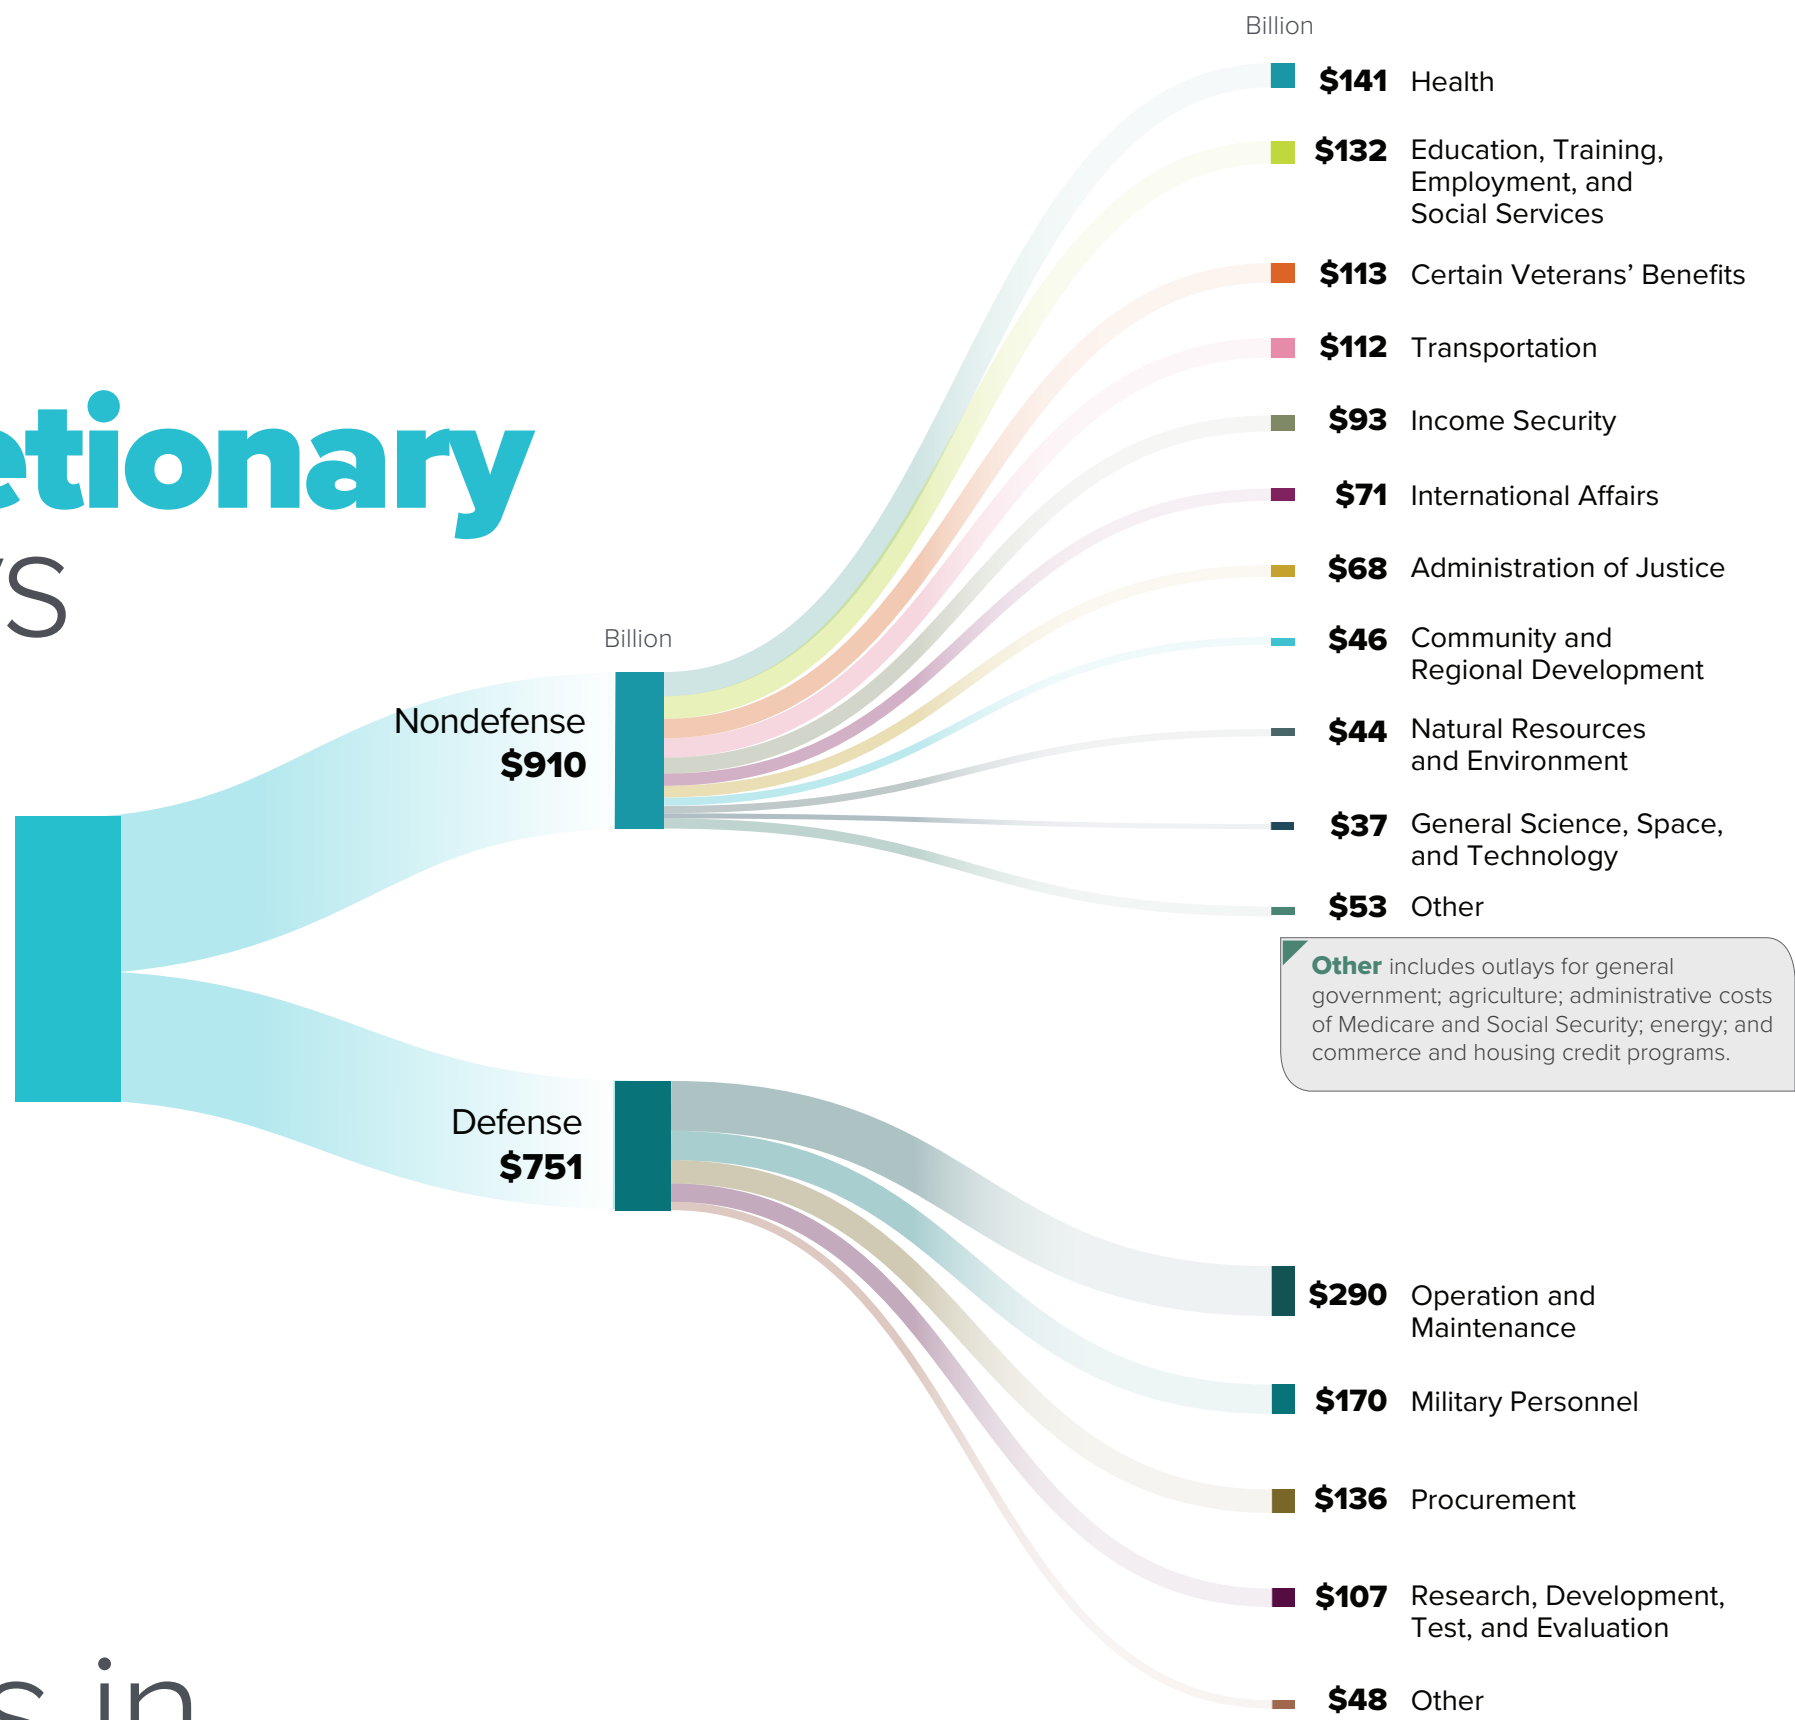 Billion
$141 Health
$132 Education, Training,
Employment, and
Social Services
$113 Certain Veterans’ Benefits
$112 Transportation
$93 Income Security
$71 International Affairs
$68 Administration of Justice
$46 Community and
Regional Development
$44 Natural Resources
and Environment
$37 General Science, Space,
and Technology
$53 Other
Other includes outlays for general
government; agriculture; administrative costs
of Medicare and Social Security; energy; and
commerce and housing credit programs.
etionary
ys
Billion
Nondefense
$910
Defense
$751
$290 Operation and
Maintenance
$170 Military Personnel
$136 Procurement
$107 Research, Development,
Test, and Evaluation
$48 Other
s in